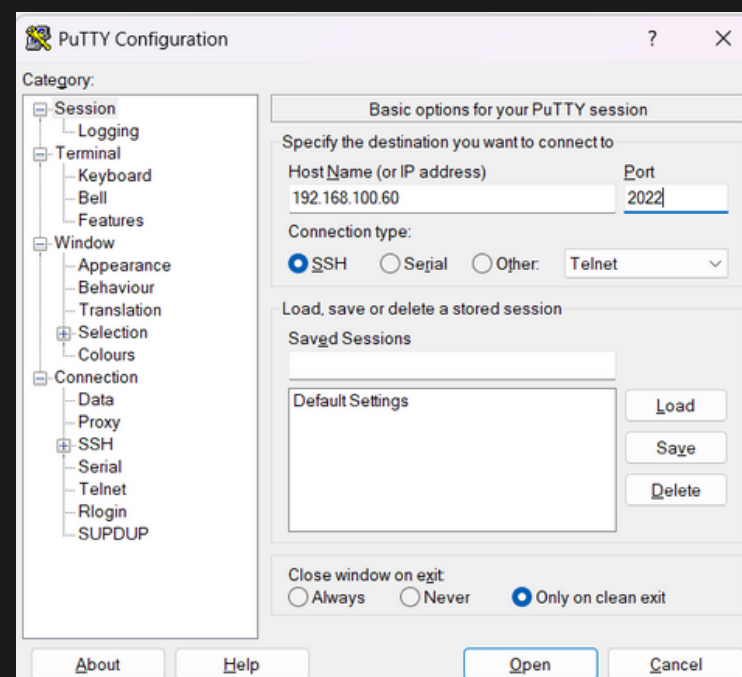 PuTTY Configuration
?
Category:
Session
Logging
Terminal
Keyboard
Bell
Features
Window
Appearance
Behaviour
Translation
Selection
Colours
Connection
Data
Proxy
SSH
Serial
Telnet
Rlogin
SUPDUP
Basic options for your PuTTY session
Specify the destination you want to connect to
Host Name (or IP address) Port
192.168.100.60 2022
Connection type:
SSH Serial Other: Telnet
Load, save or delete a stored session
Saved Sessions
Default Settings
Load
Save
Delete
Close window on exit:
Always Never Only on clean exit
About Help Open Cancel